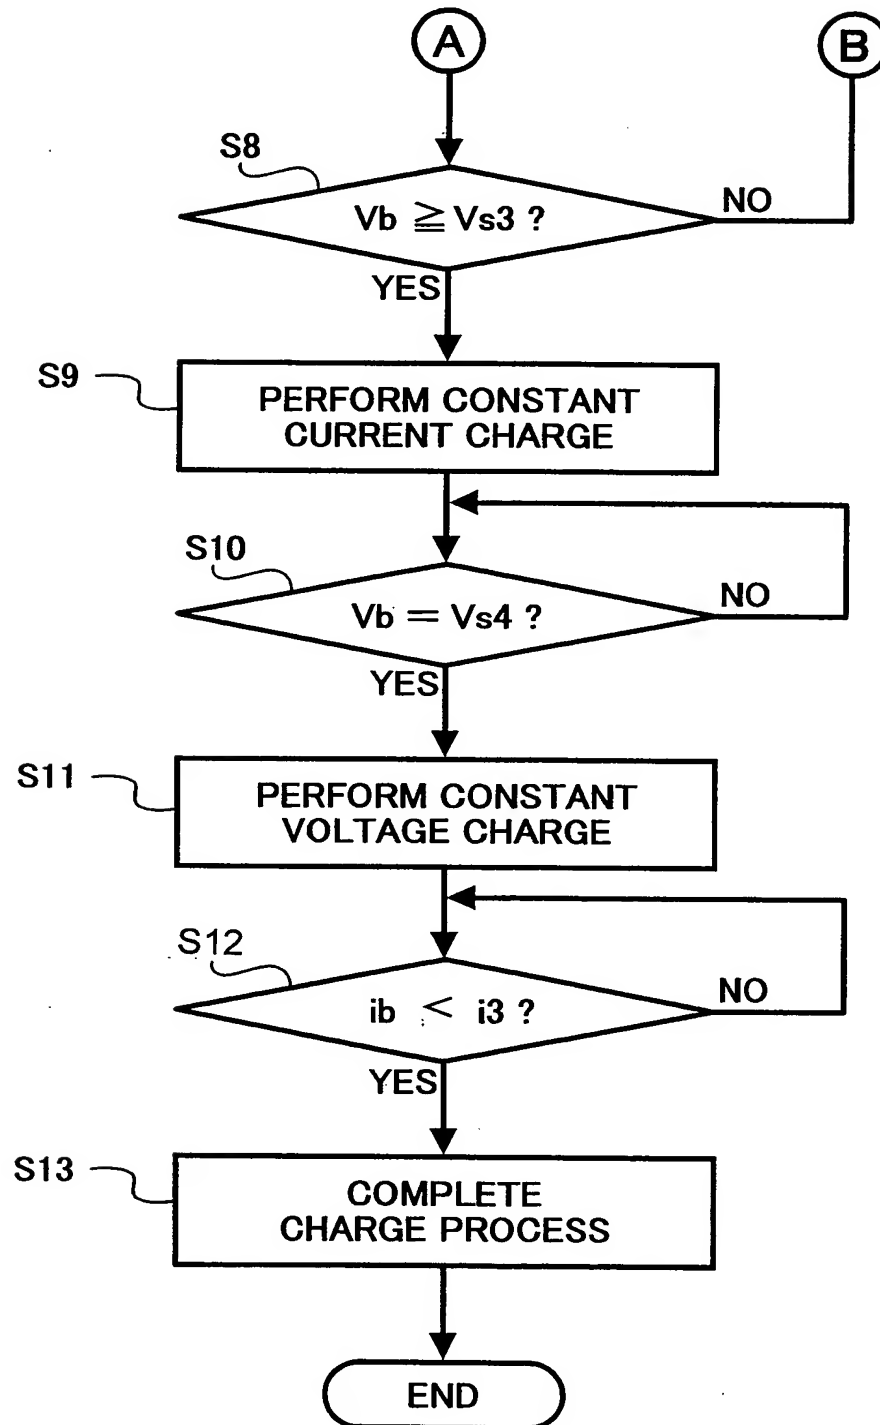 A
B
S8
Vb ≧ Vs3 ?
NO
YES
S9
PERFORM CONSTANT
CURRENT CHARGE
S10
Vb = Vs4 ?
NO
YES
S11
PERFORM CONSTANT
VOLTAGE CHARGE
S12
ib < i3 ?
NO
YES
S13
COMPLETE
CHARGE PROCESS
END